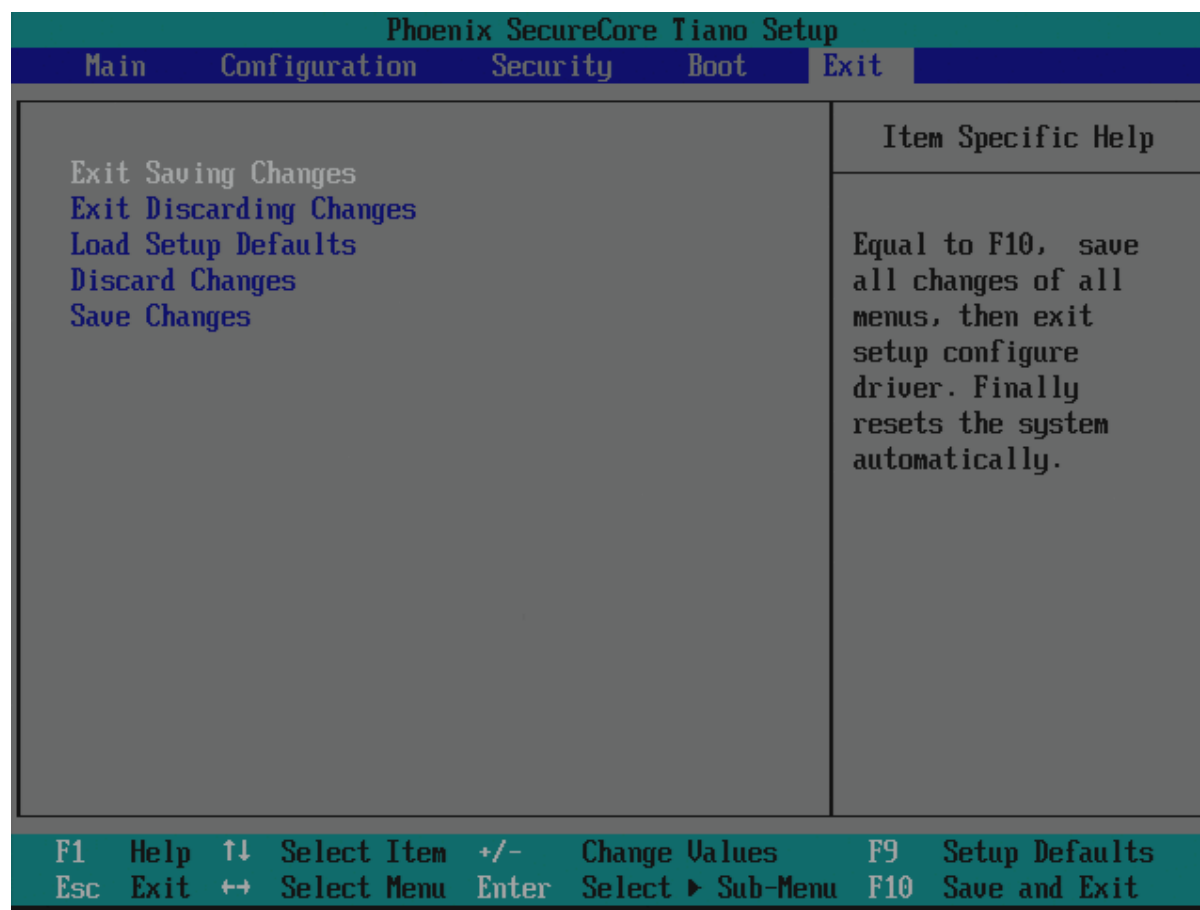 Phoenix SecureCore Tiano Setup
Main Configuration Security Boot Exit
Exit Saving Changes
Exit Discarding Changes
Load Setup Defaults
Discard Changes
Save Changes
Item Specific Help
Equal to F10, save
all changes of all
menus, then exit
setup configure
driver. Finally
resets the system
automatically.
F1 Help ↑↓ Select Item +/- Change Values F9 Setup Defaults
Esc Exit ↔ Select Menu Enter Select ▶ Sub-Menu F10 Save and Exit